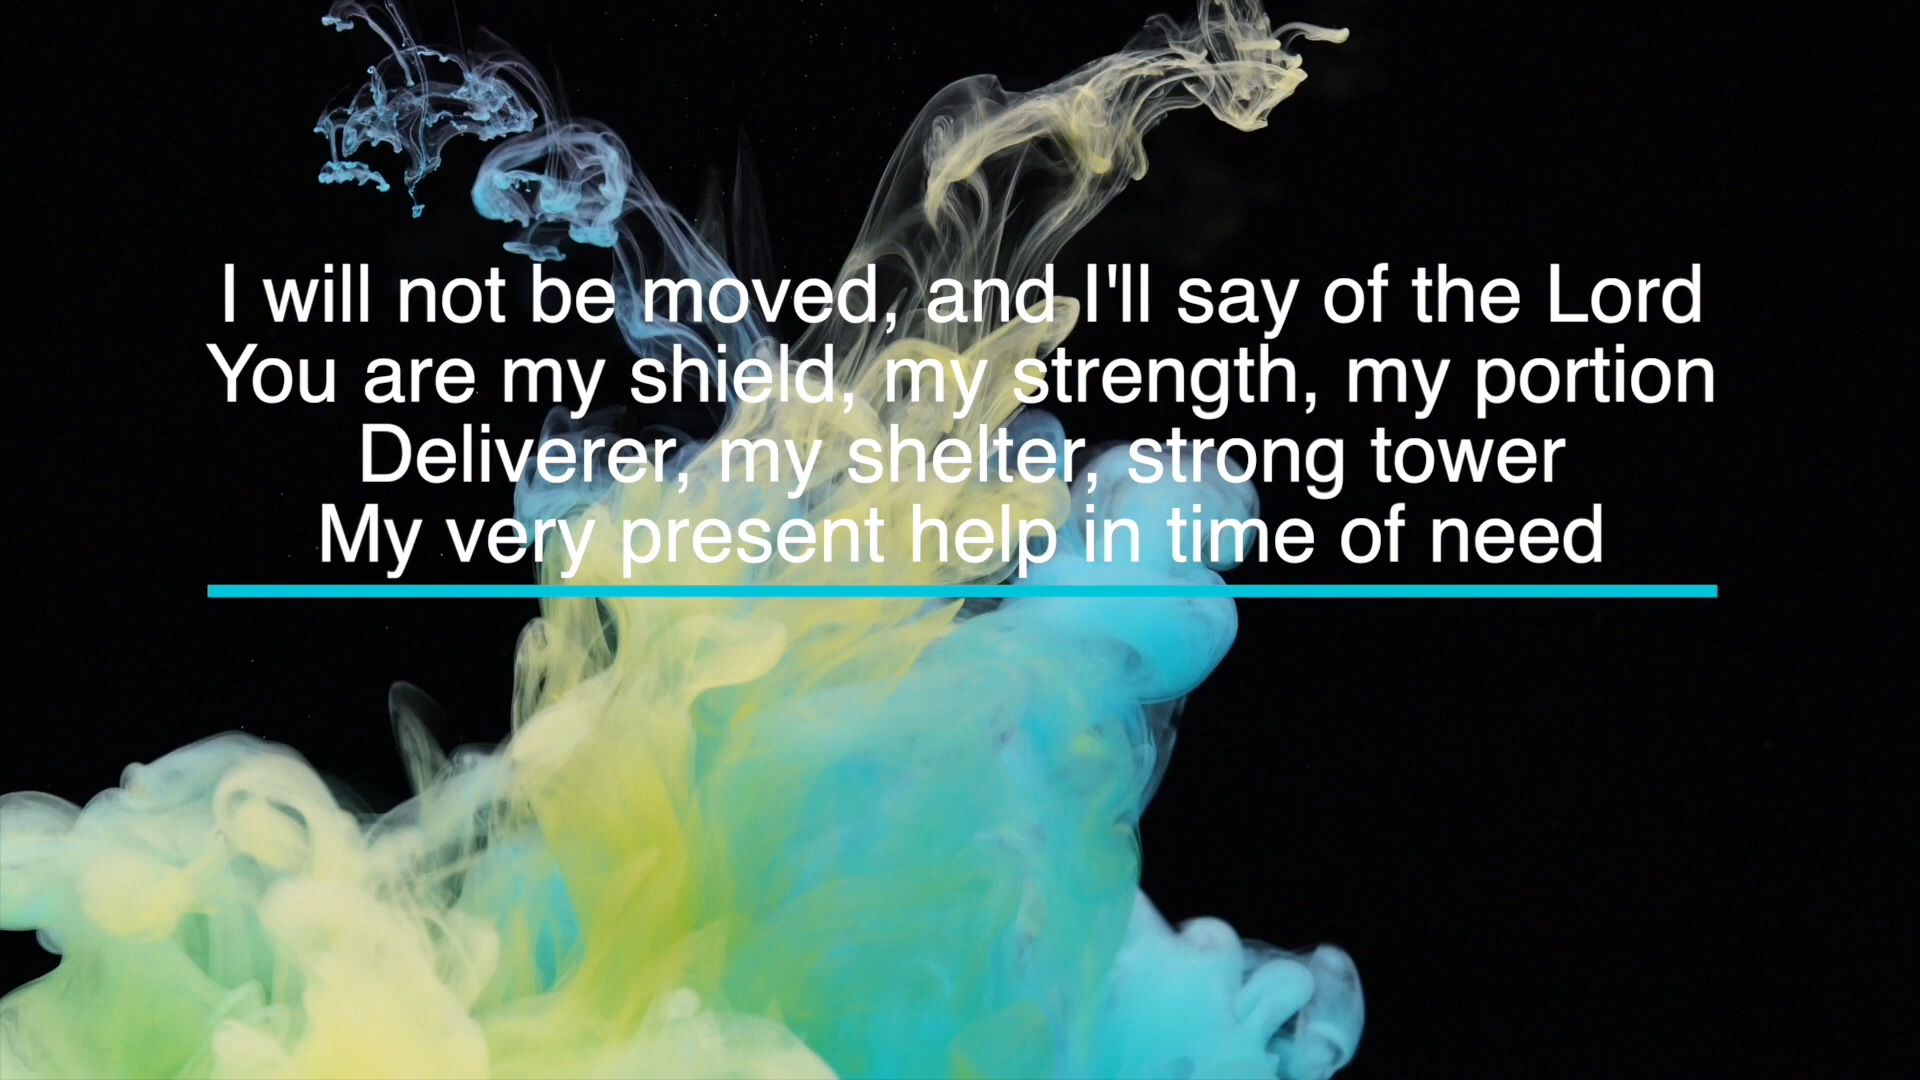 I will not be moved, and I'll say of the Lord
You are my shield, my strength, my portion
Deliverer, my shelter, strong tower
My very present help in time of need